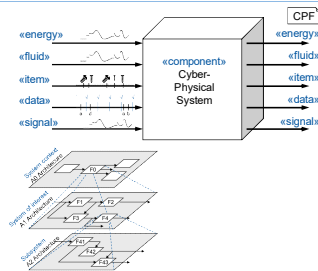 CPF
«energy»
«energy»
«fluid»
«fluid»
«item»
«item»
«data»
«data»
«signal»
«signal»
«component»
Cyber-
Physical
System
System context
A0 Architecture
F0
System of interest
A1 Architecture
F1
F2
F3
F4
Subsystem
A2 Architecture
F41
F42
F43